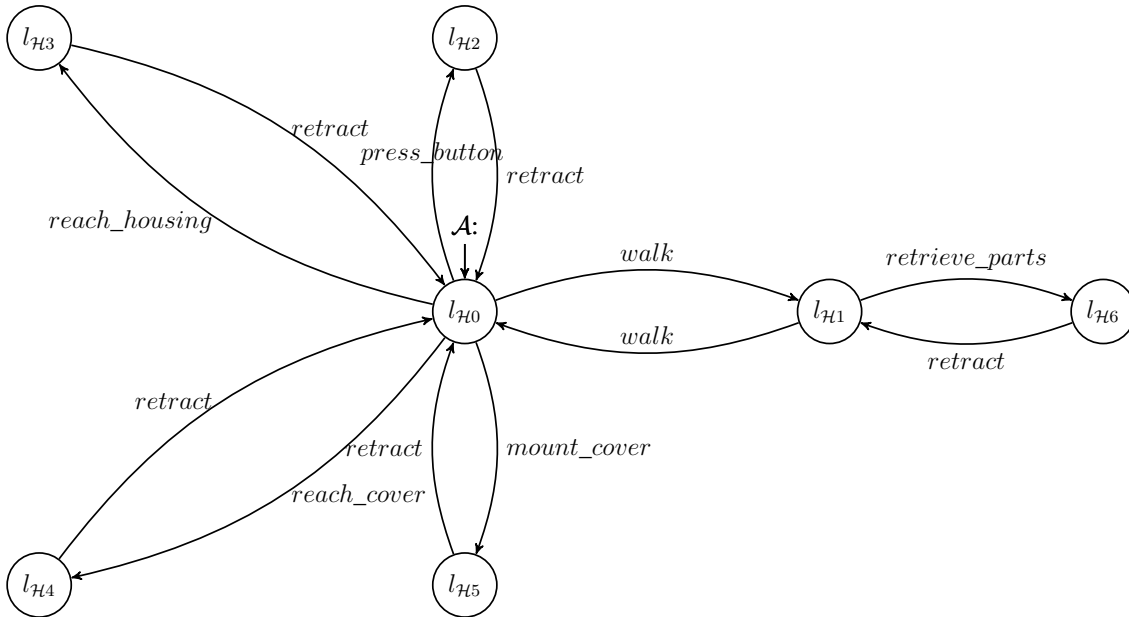 l_H3
l_H2
retract
press_button
retract
reach_housing
𝒜:
walk
retrieve_parts
l_H0
l_H1
l_H6
walk
retract
retract
retract
mount_cover
reach_cover
l_H4
l_H5